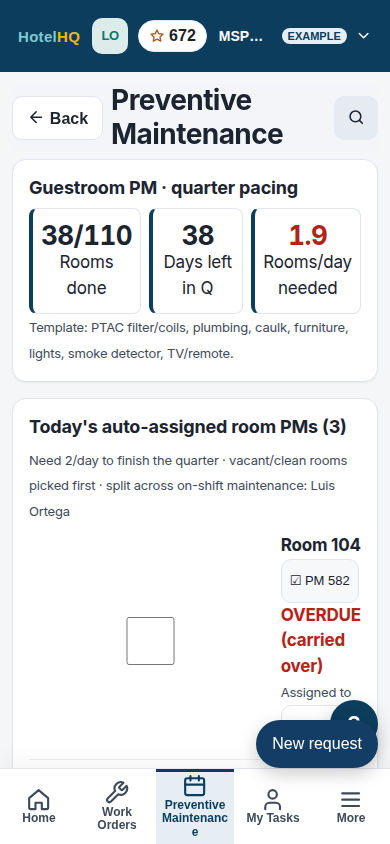 HotelHQ LO 672 MSP… EXAMPLE
Back
Preventive
Maintenance
Guestroom PM · quarter pacing
38/110
Rooms
done
38
Days left
in Q
1.9
Rooms/day
needed
Template: PTAC filter/coils, plumbing, caulk, furniture,
lights, smoke detector, TV/remote.
Today's auto-assigned room PMs (3)
Need 2/day to finish the quarter · vacant/clean rooms
picked first · split across on-shift maintenance: Luis
Ortega
Room 104
☑ PM 582
OVERDUE
(carried
over)
Assigned to
New request
Home
Work
Orders
Preventive
Maintenanc
e
My Tasks
More